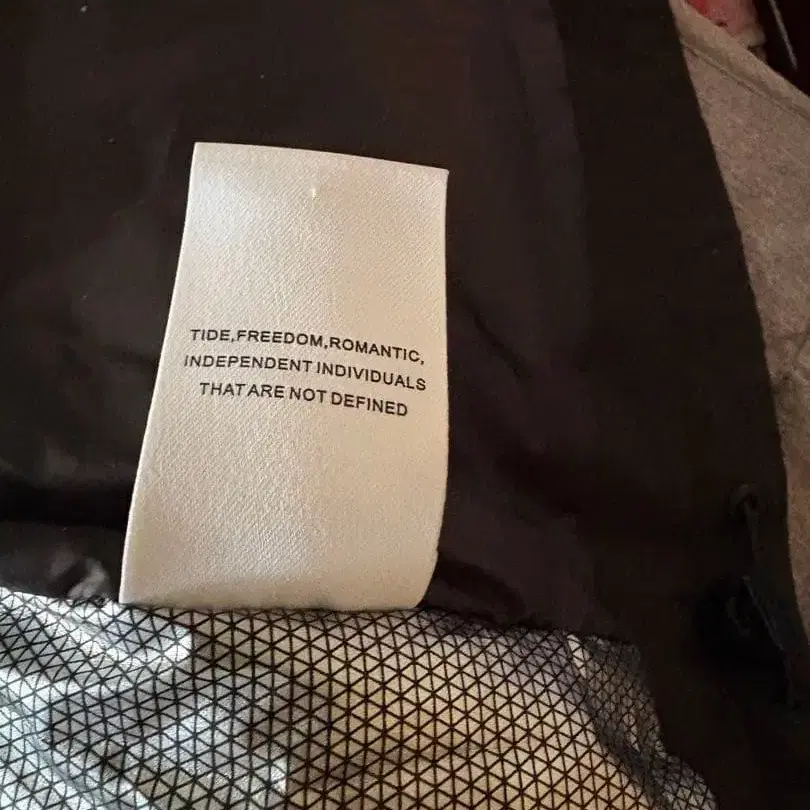 TIDE,FREEDOM,ROMANTIC,
INDEPENDENT INDIVIDUALS
THAT ARE NOT DEFINED